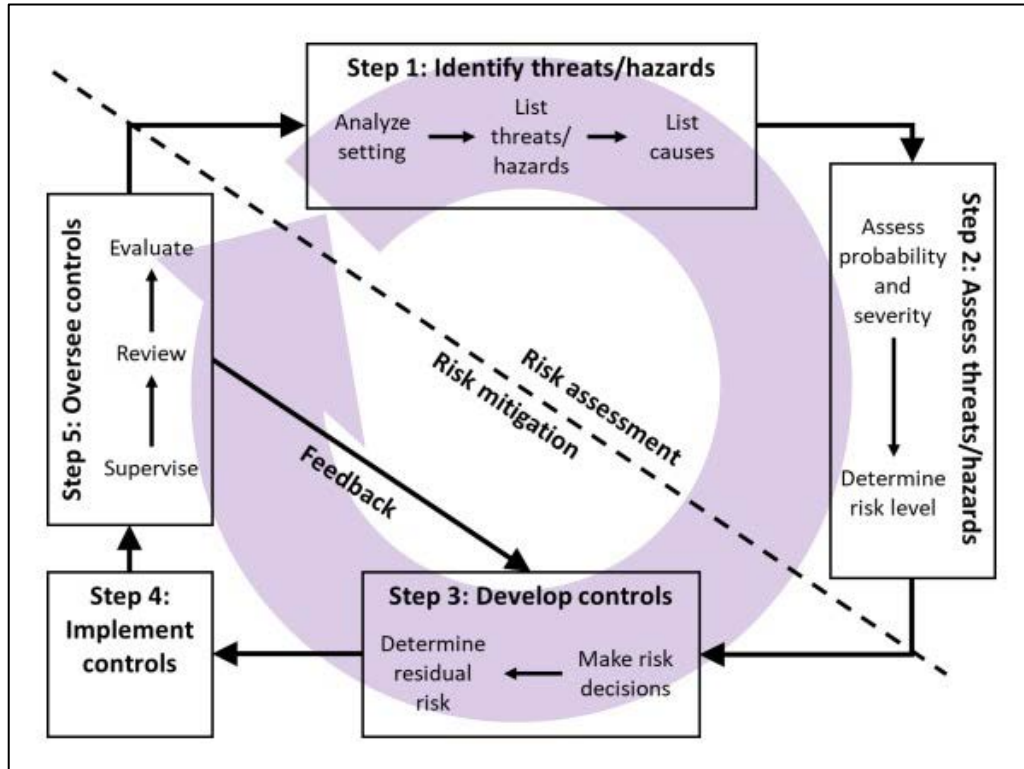 Step 1: Identify threats/hazards
Analyze
setting
List
threats/
hazards
List
causes
Step 2: Assess threats/hazards
Assess
probability
and
severity
Determine
risk level
Risk assessment
Risk mitigation
Step 3: Develop controls
Make risk
decisions
Determine
residual
risk
Step 4:
Implement
controls
Step 5: Oversee controls
Supervise
Review
Evaluate
Feedback